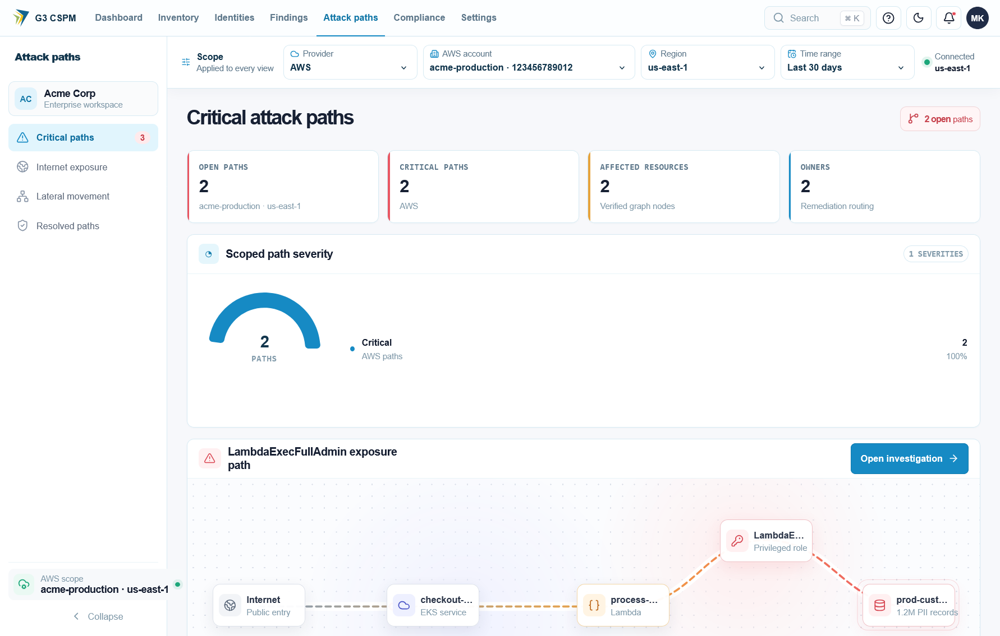 G3 CSPM
Dashboard
Inventory
Identities
Findings
Attack paths
Compliance
Settings
Search
⌘ K
MK
Attack paths
AC
Acme Corp
Enterprise workspace
Critical paths
3
Internet exposure
Lateral movement
Resolved paths
AWS scope
acme-production · us-east-1
Collapse
Scope
Applied to every view
Provider
AWS
AWS account
acme-production · 123456789012
Region
us-east-1
Time range
Last 30 days
Connected
us-east-1
Critical attack paths
2 open paths
OPEN PATHS
2
acme-production · us-east-1
CRITICAL PATHS
2
AWS
AFFECTED RESOURCES
2
Verified graph nodes
OWNERS
2
Remediation routing
Scoped path severity
1 SEVERITIES
2
PATHS
Critical
AWS paths
2
100%
LambdaExecFullAdmin exposure
path
Open investigation
LambdaE...
Privileged role
Internet
Public entry
checkout-...
EKS service
process-...
Lambda
prod-cust...
1.2M PII records